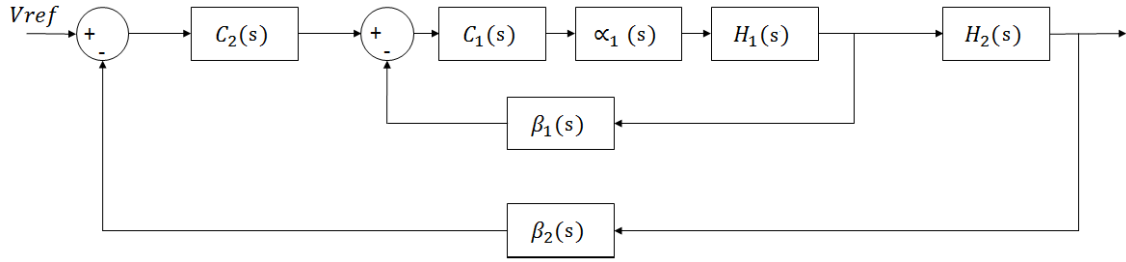 Vref
+
-
C₂(s)
+
-
C₁(s)
∝₁ (s)
H₁(s)
H₂(s)
β₁(s)
β₂(s)